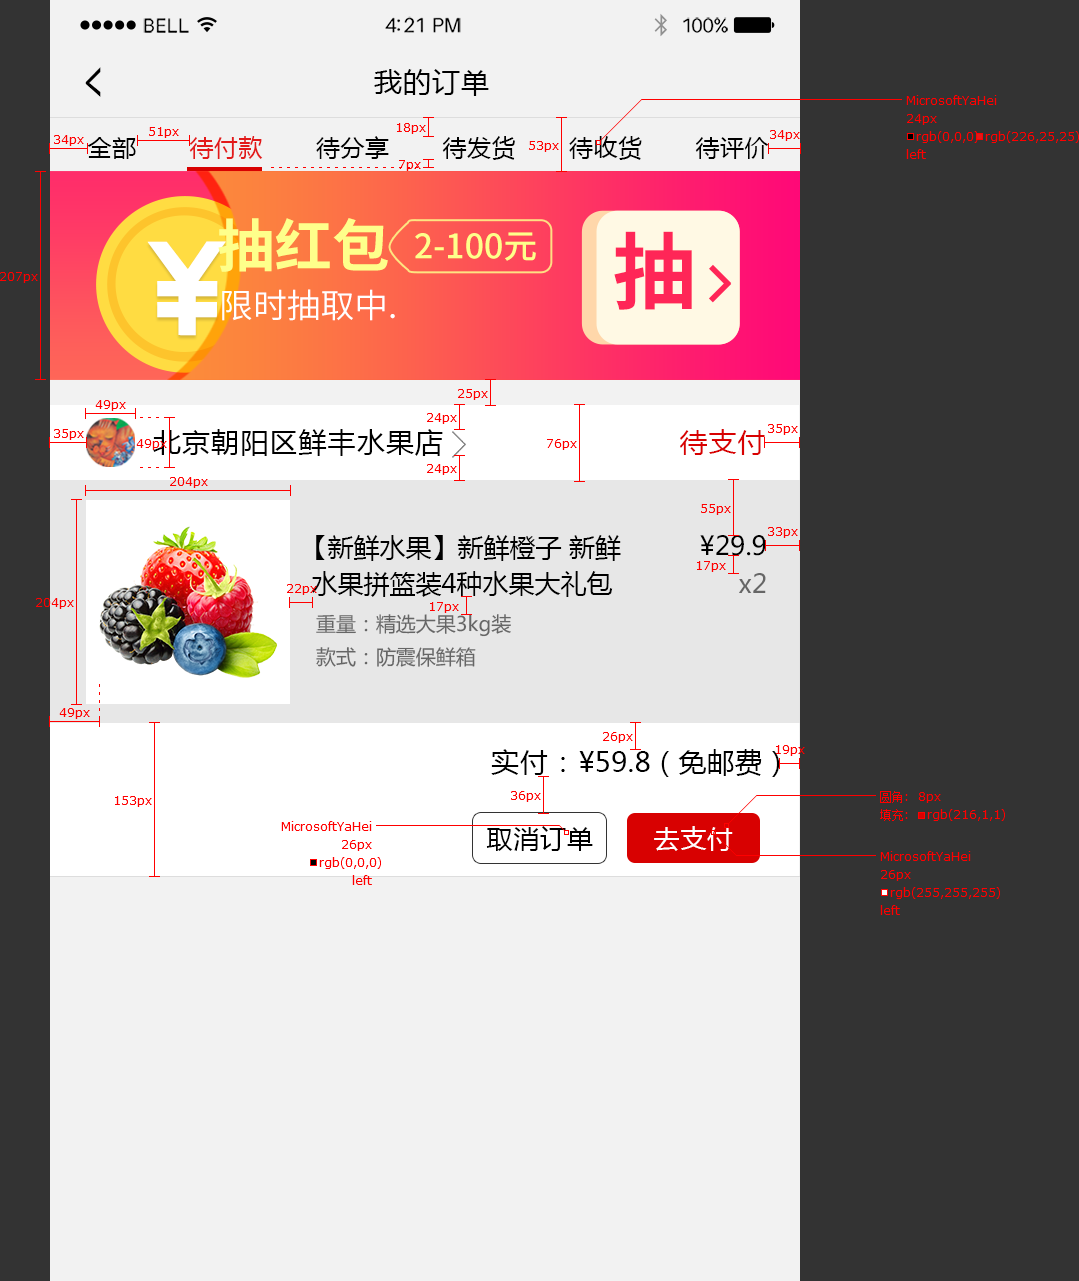 ●●●●● BELL 4:21 PM 100%
我的订单
MicrosoftYaHei
24px
rgb(0,0,0) rgb(226,25,25)
left
34px 51px 18px 53px 34px
全部 待付款 待分享 待发货 待收货 待评价
7px
207px
抽红包 2-100元 抽
限时抽取中.
¥
25px
49px 24px
35px 49px 76px 35px
北京朝阳区鲜丰水果店 待支付
24px
204px
55px
33px
【新鲜水果】新鲜橙子 新鲜 ¥29.9
17px
水果拼篮装4种水果大礼包 x2
204px 22px 17px
重量：精选大果3kg装
款式：防震保鲜箱
49px
26px
19px
实付：¥59.8（免邮费）
153px 36px
圆角：8px
填充：rgb(216,1,1)
MicrosoftYaHei
26px
rgb(0,0,0)
left
取消订单 去支付
MicrosoftYaHei
26px
rgb(255,255,255)
left